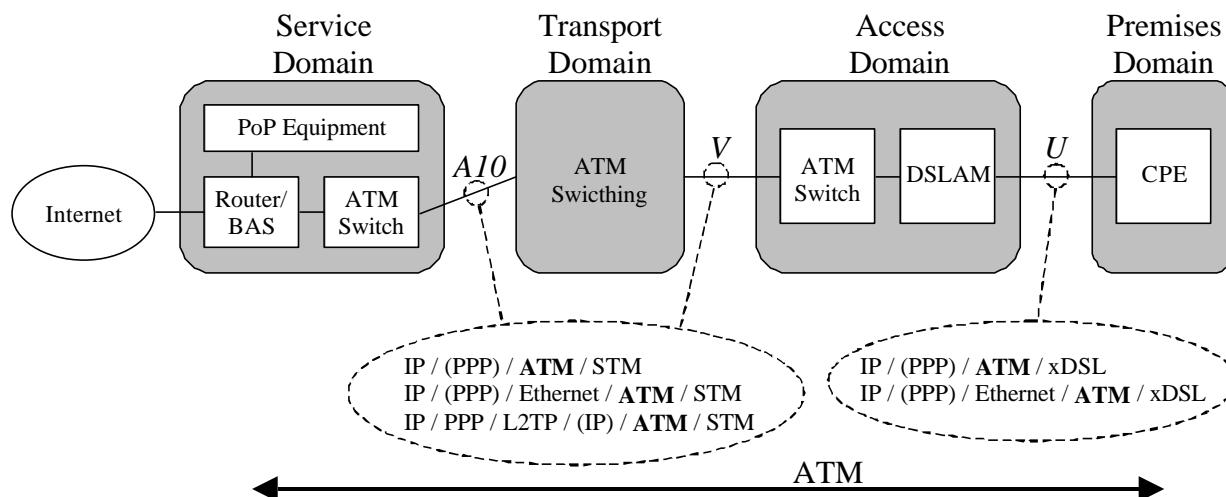 Service
Domain
Transport
Domain
Access
Domain
Premises
Domain
PoP Equipment
A10
V
U
Internet
Router/
BAS
ATM
Switch
ATM
Swicthing
ATM
Switch
DSLAM
CPE
IP / (PPP) / ATM / STM
IP / (PPP) / Ethernet / ATM / STM
IP / PPP / L2TP / (IP) / ATM / STM
IP / (PPP) / ATM / xDSL
IP / (PPP) / Ethernet / ATM / xDSL
ATM